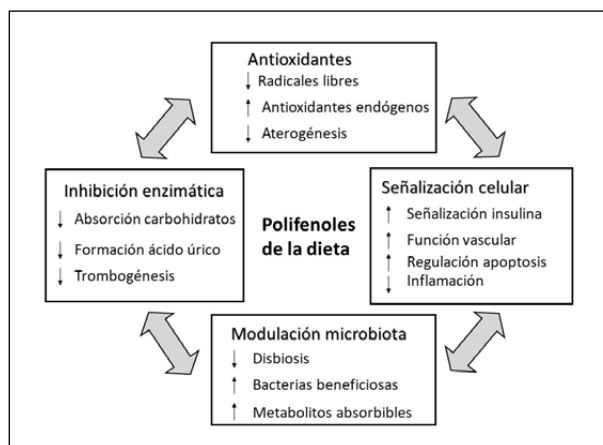 Antioxidantes
↓ Radicales libres
↑ Antioxidantes endógenos
↓ Aterogénesis
Inhibición enzimática
↓ Absorción carbohidratos
↓ Formación ácido úrico
↓ Trombogénesis
Polifenoles
de la dieta
Señalización celular
↑ Señalización insulina
↑ Función vascular
↑ Regulación apoptosis
↓ Inflamación
Modulación microbiota
↓ Disbiosis
↑ Bacterias beneficiosas
↑ Metabolitos absorbibles